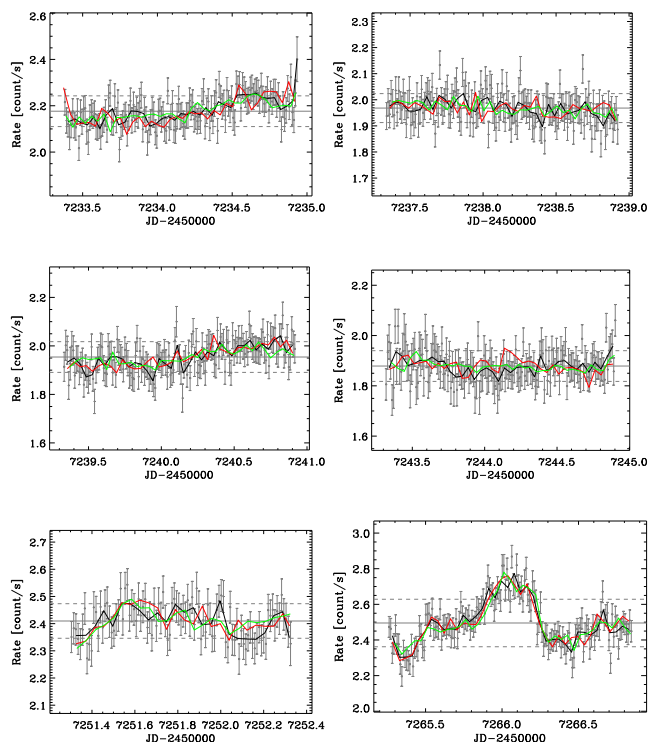 2.6
2.4
2.2
2.0
Rate [count/s]
7233.5 7234.0 7234.5 7235.0
JD-2450000
2.3
2.2
2.1
2.0
1.9
1.8
1.7
Rate [count/s]
7237.5 7238.0 7238.5 7239.0
JD-2450000
2.2
2.0
1.8
1.6
Rate [count/s]
7239.5 7240.0 7240.5 7241.0
JD-2450000
2.2
2.0
1.8
1.6
Rate [count/s]
7243.5 7244.0 7244.5 7245.0
JD-2450000
2.7
2.6
2.5
2.4
2.3
2.2
2.1
Rate [count/s]
7251.4 7251.6 7251.8 7252.0 7252.2 7252.4
JD-2450000
3.0
2.8
2.6
2.4
2.2
2.0
Rate [count/s]
7265.5 7266.0 7266.5
JD-2450000